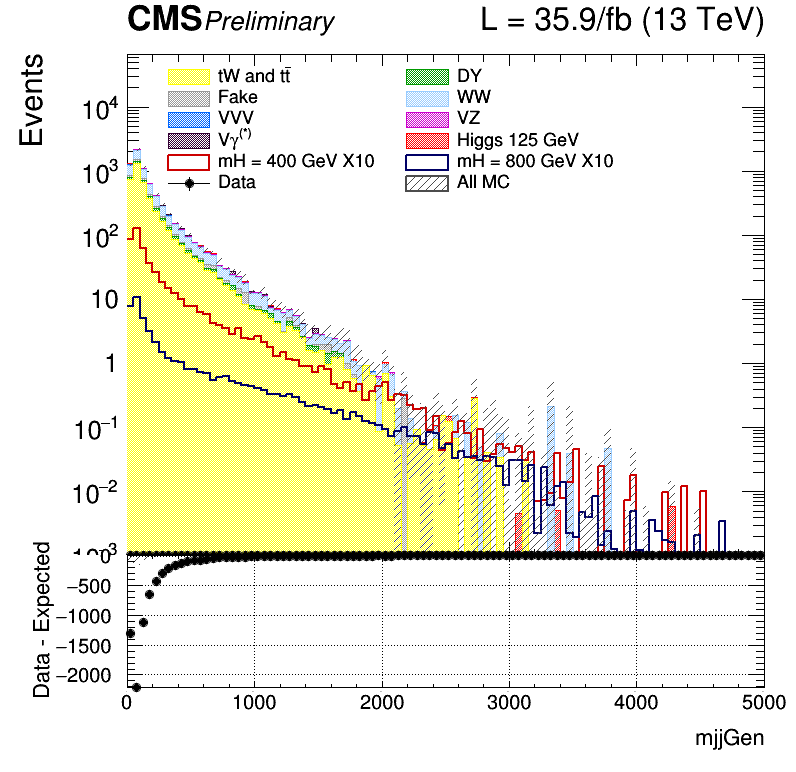 CMS Preliminary L = 35.9/fb (13 TeV)
Events
tW and tt̄ DY
Fake WW
VVV VZ
Vγ(*) Higgs 125 GeV
mH = 400 GeV X10 mH = 800 GeV X10
Data All MC
10⁴
10³
10²
10
1
10⁻¹
10⁻²
Data - Expected
0
−500
−1000
−1500
−2000
0 1000 2000 3000 4000 5000
mjjGen